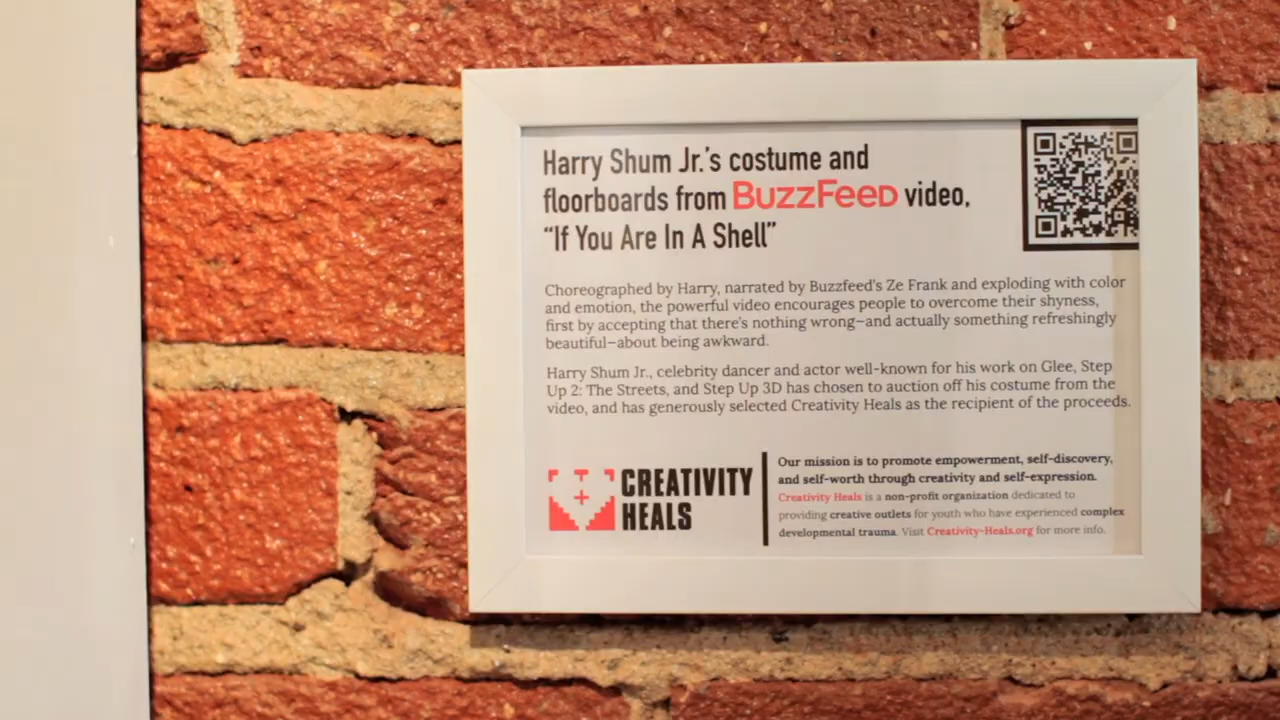 Harry Shum Jr.'s costume and
floorboards from BuzzFeed video,
“If You Are In A Shell”
Choreographed by Harry, narrated by Buzzfeed's Ze Frank and exploding with color
and emotion, the powerful video encourages people to overcome their shyness,
first by accepting that there's nothing wrong—and actually something refreshingly
beautiful—about being awkward.
Harry Shum Jr., celebrity dancer and actor well-known for his work on Glee, Step
Up 2: The Streets, and Step Up 3D has chosen to auction off his costume from the
video, and has generously selected Creativity Heals as the recipient of the proceeds.
CREATIVITY
HEALS
Our mission is to promote empowerment, self-discovery,
and self-worth through creativity and self-expression.
Creativity Heals is a non-profit organization dedicated to
providing creative outlets for youth who have experienced complex
developmental trauma. Visit Creativity-Heals.org for more info.